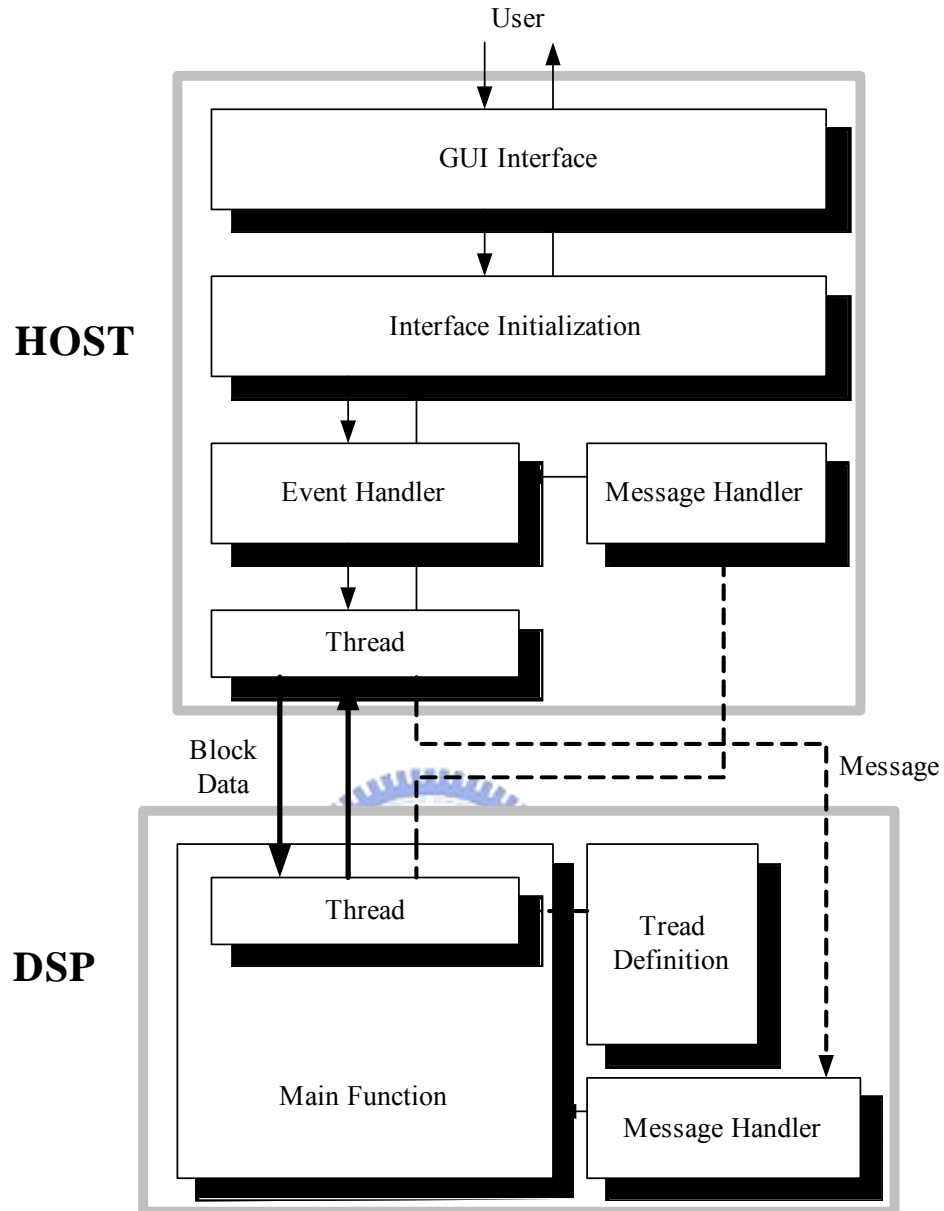 User
GUI Interface
Interface Initialization
HOST
Event Handler
Message Handler
Thread
Block
Data
Message
Thread
Tread
Definition
DSP
Main Function
Message Handler